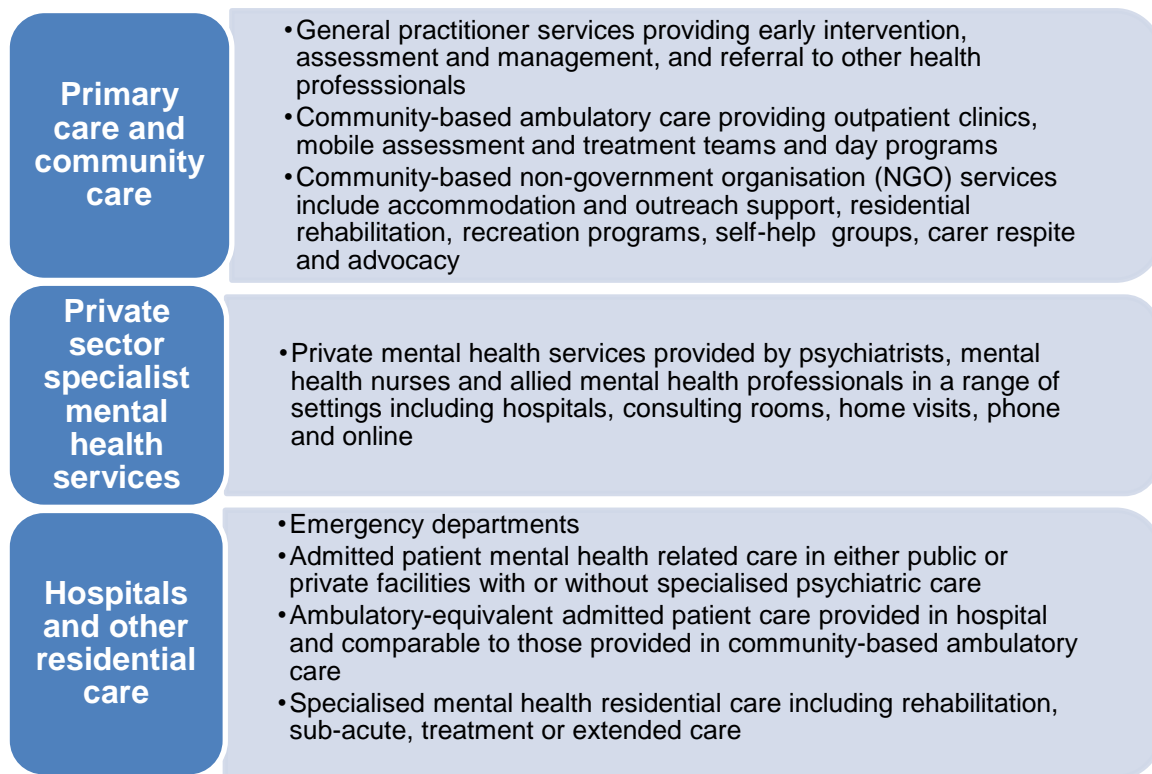 Primary
care and
community
care
•General practitioner services providing early intervention,
assessment and management, and referral to other health
professsionals
•Community-based ambulatory care providing outpatient clinics,
mobile assessment and treatment teams and day programs
•Community-based non-government organisation (NGO) services
include accommodation and outreach support, residential
rehabilitation, recreation programs, self-help  groups, carer respite
and advocacy
Private
sector
specialist
mental
health
services
•Private mental health services provided by psychiatrists, mental
health nurses and allied mental health professionals in a range of
settings including hospitals, consulting rooms, home visits, phone
and online
Hospitals
and other
residential
care
•Emergency departments
•Admitted patient mental health related care in either public or
private facilities with or without specialised psychiatric care
•Ambulatory-equivalent admitted patient care provided in hospital
and comparable to those provided in community-based ambulatory
care
•Specialised mental health residential care including rehabilitation,
sub-acute, treatment or extended care